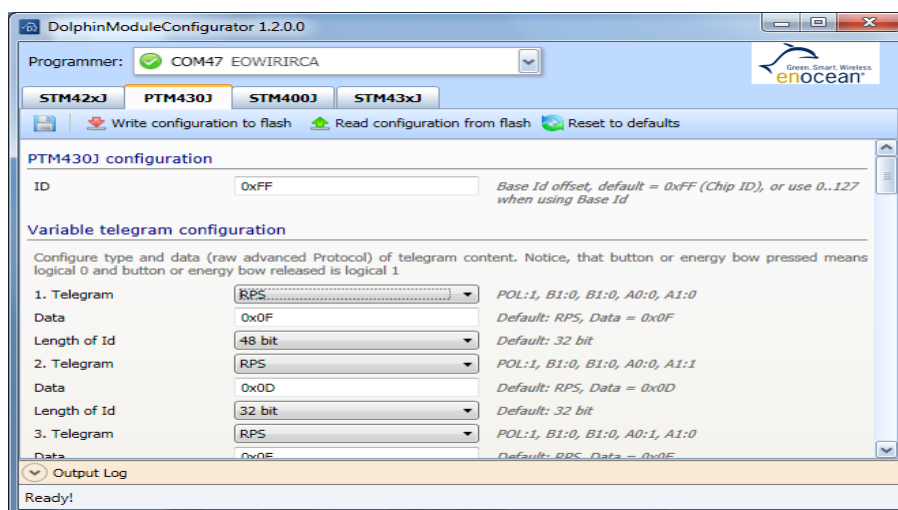 DolphinModuleConfigurator 1.2.0.0
Programmer: COM47 EOWIRIRCA
Green. Smart. Wireless.
enocean®
STM42xJ PTM430J STM400J STM43xJ
Write configuration to flash Read configuration from flash Reset to defaults
PTM430J configuration
ID 0xFF Base Id offset, default = 0xFF (Chip ID), or use 0..127
when using Base Id
Variable telegram configuration
Configure type and data (raw advanced Protocol) of telegram content. Notice, that button or energy bow pressed means
logical 0 and button or energy bow released is logical 1
1. Telegram RPS POL:1, B1:0, B1:0, A0:0, A1:0
Data 0x0F Default: RPS, Data = 0x0F
Length of Id 48 bit Default: 32 bit
2. Telegram RPS POL:1, B1:0, B1:0, A0:0, A1:1
Data 0x0D Default: RPS, Data = 0x0D
Length of Id 32 bit Default: 32 bit
3. Telegram RPS POL:1, B1:0, B1:0, A0:1, A1:0
Data 0x0E Default: RPS, Data = 0x0E
Output Log
Ready!